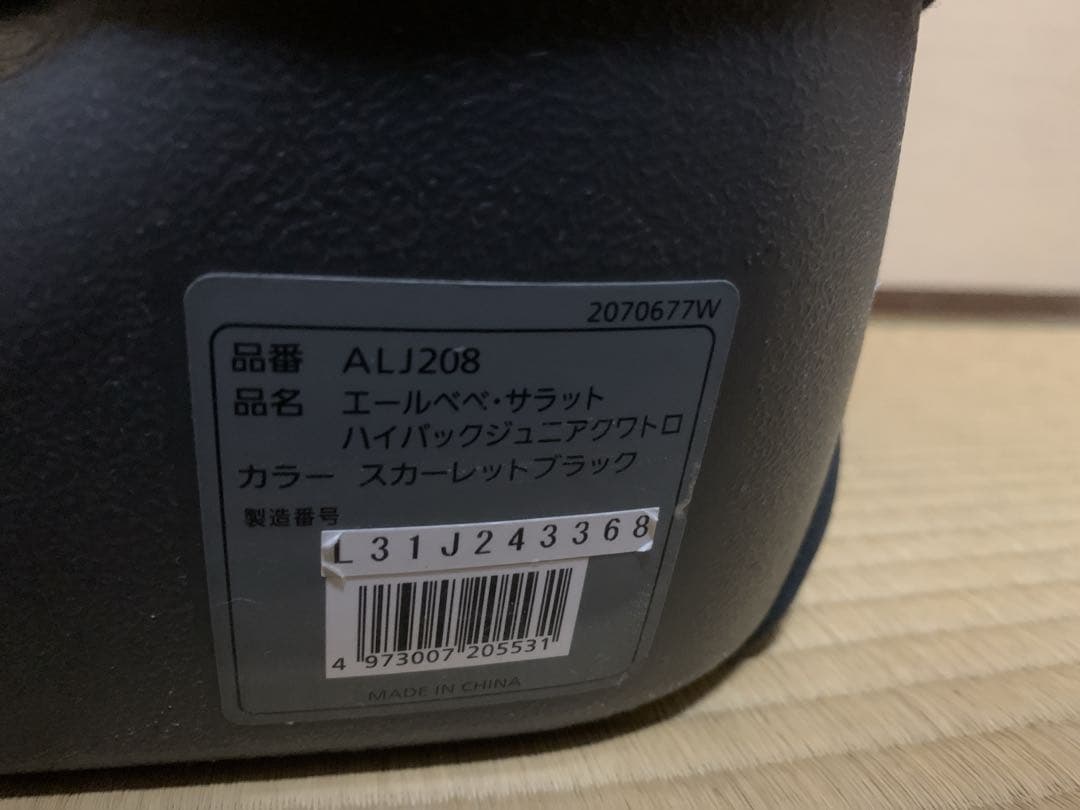 2070677W
品番 ALJ208
品名 エールベベ・サラット
ハイバックジュニアクワトロ
カラー スカーレットブラック
製造番号
L31J243368
4 973007 205531
MADE IN CHINA